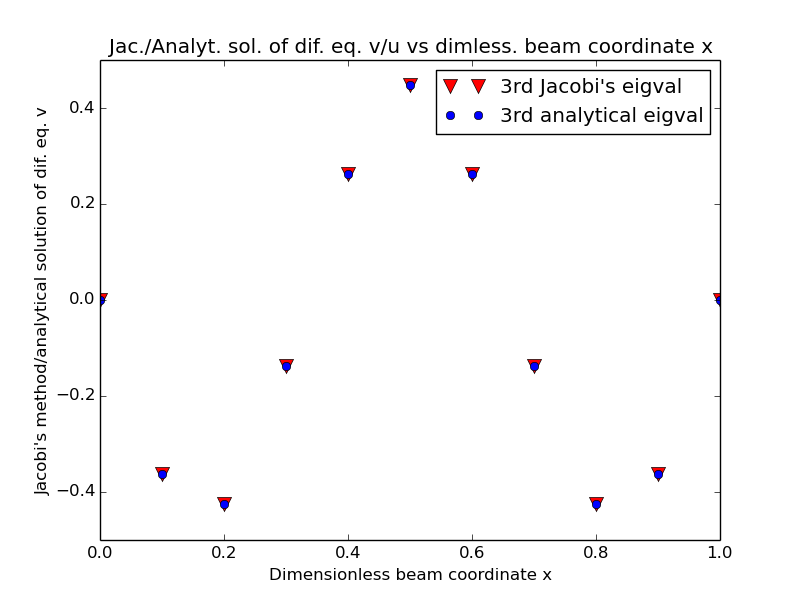 Jac./Analyt. sol. of dif. eq. v/u vs dimless. beam coordinate x
3rd Jacobi's eigval
3rd analytical eigval
Jacobi's method/analytical solution of dif. eq. v
0.4
0.2
0.0
−0.2
−0.4
0.0 0.2 0.4 0.6 0.8 1.0
Dimensionless beam coordinate x